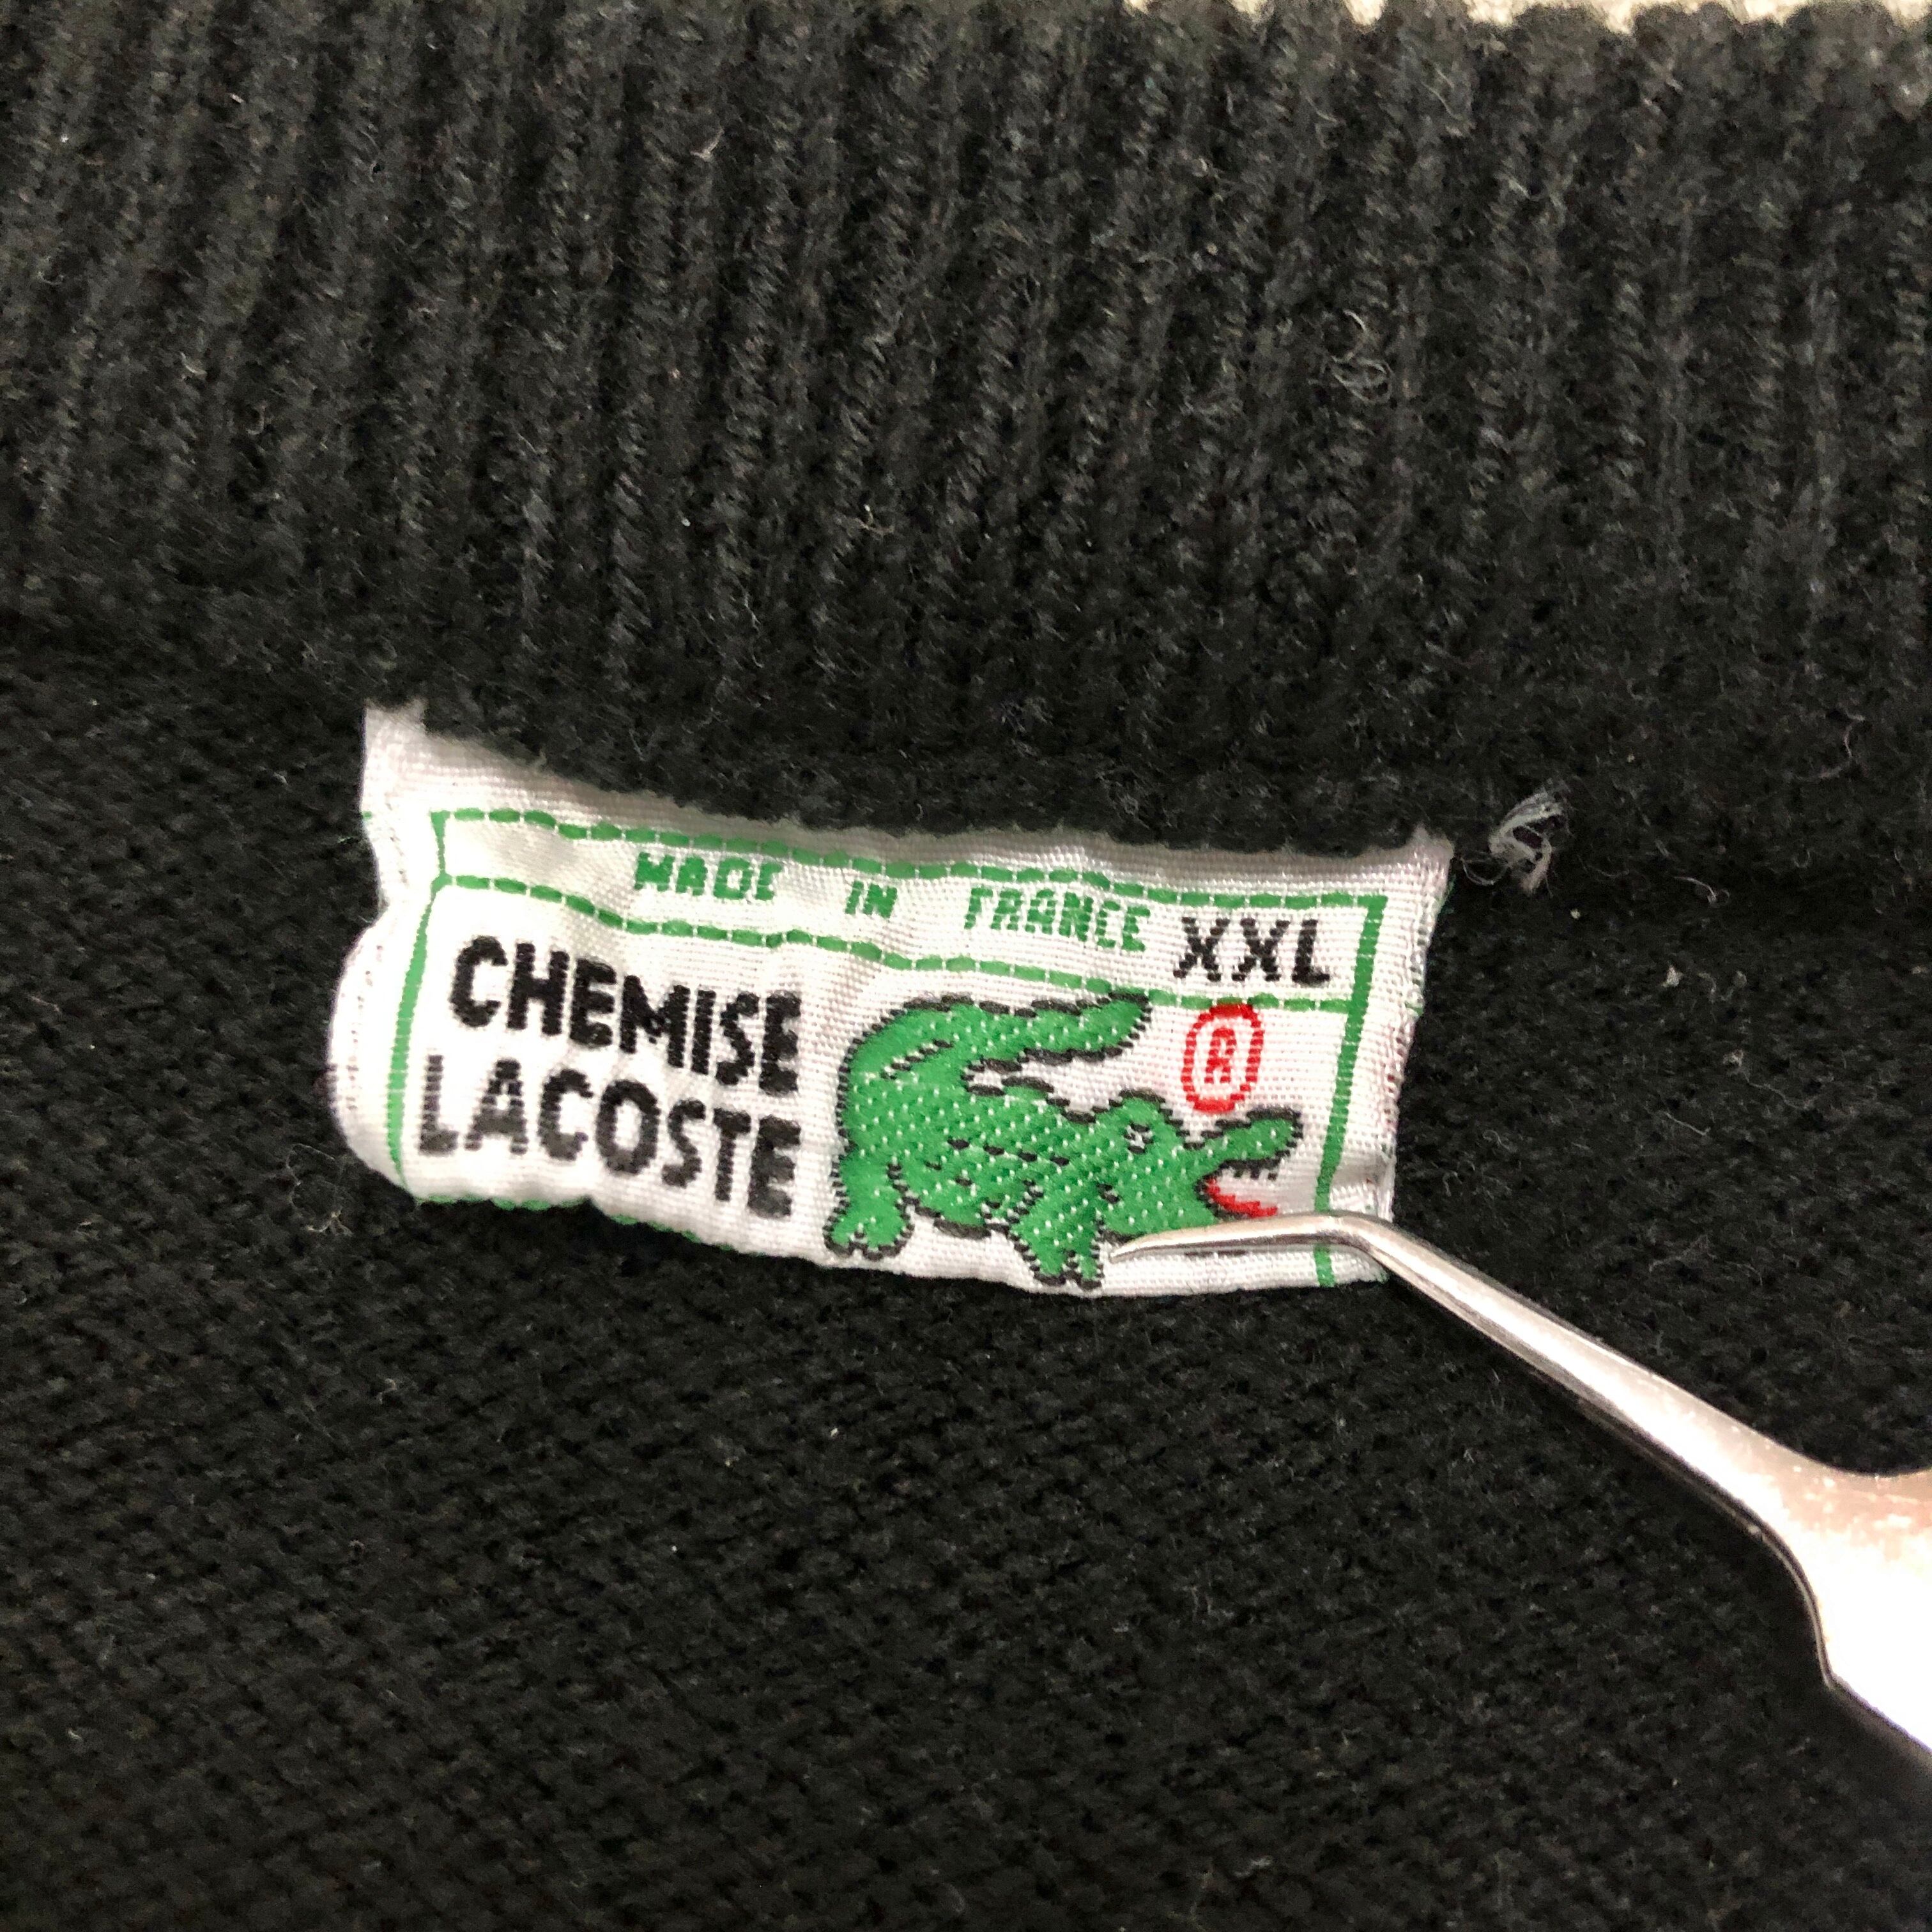 MADE IN FRANCE XXL
CHEMISE
LACOSTE
®